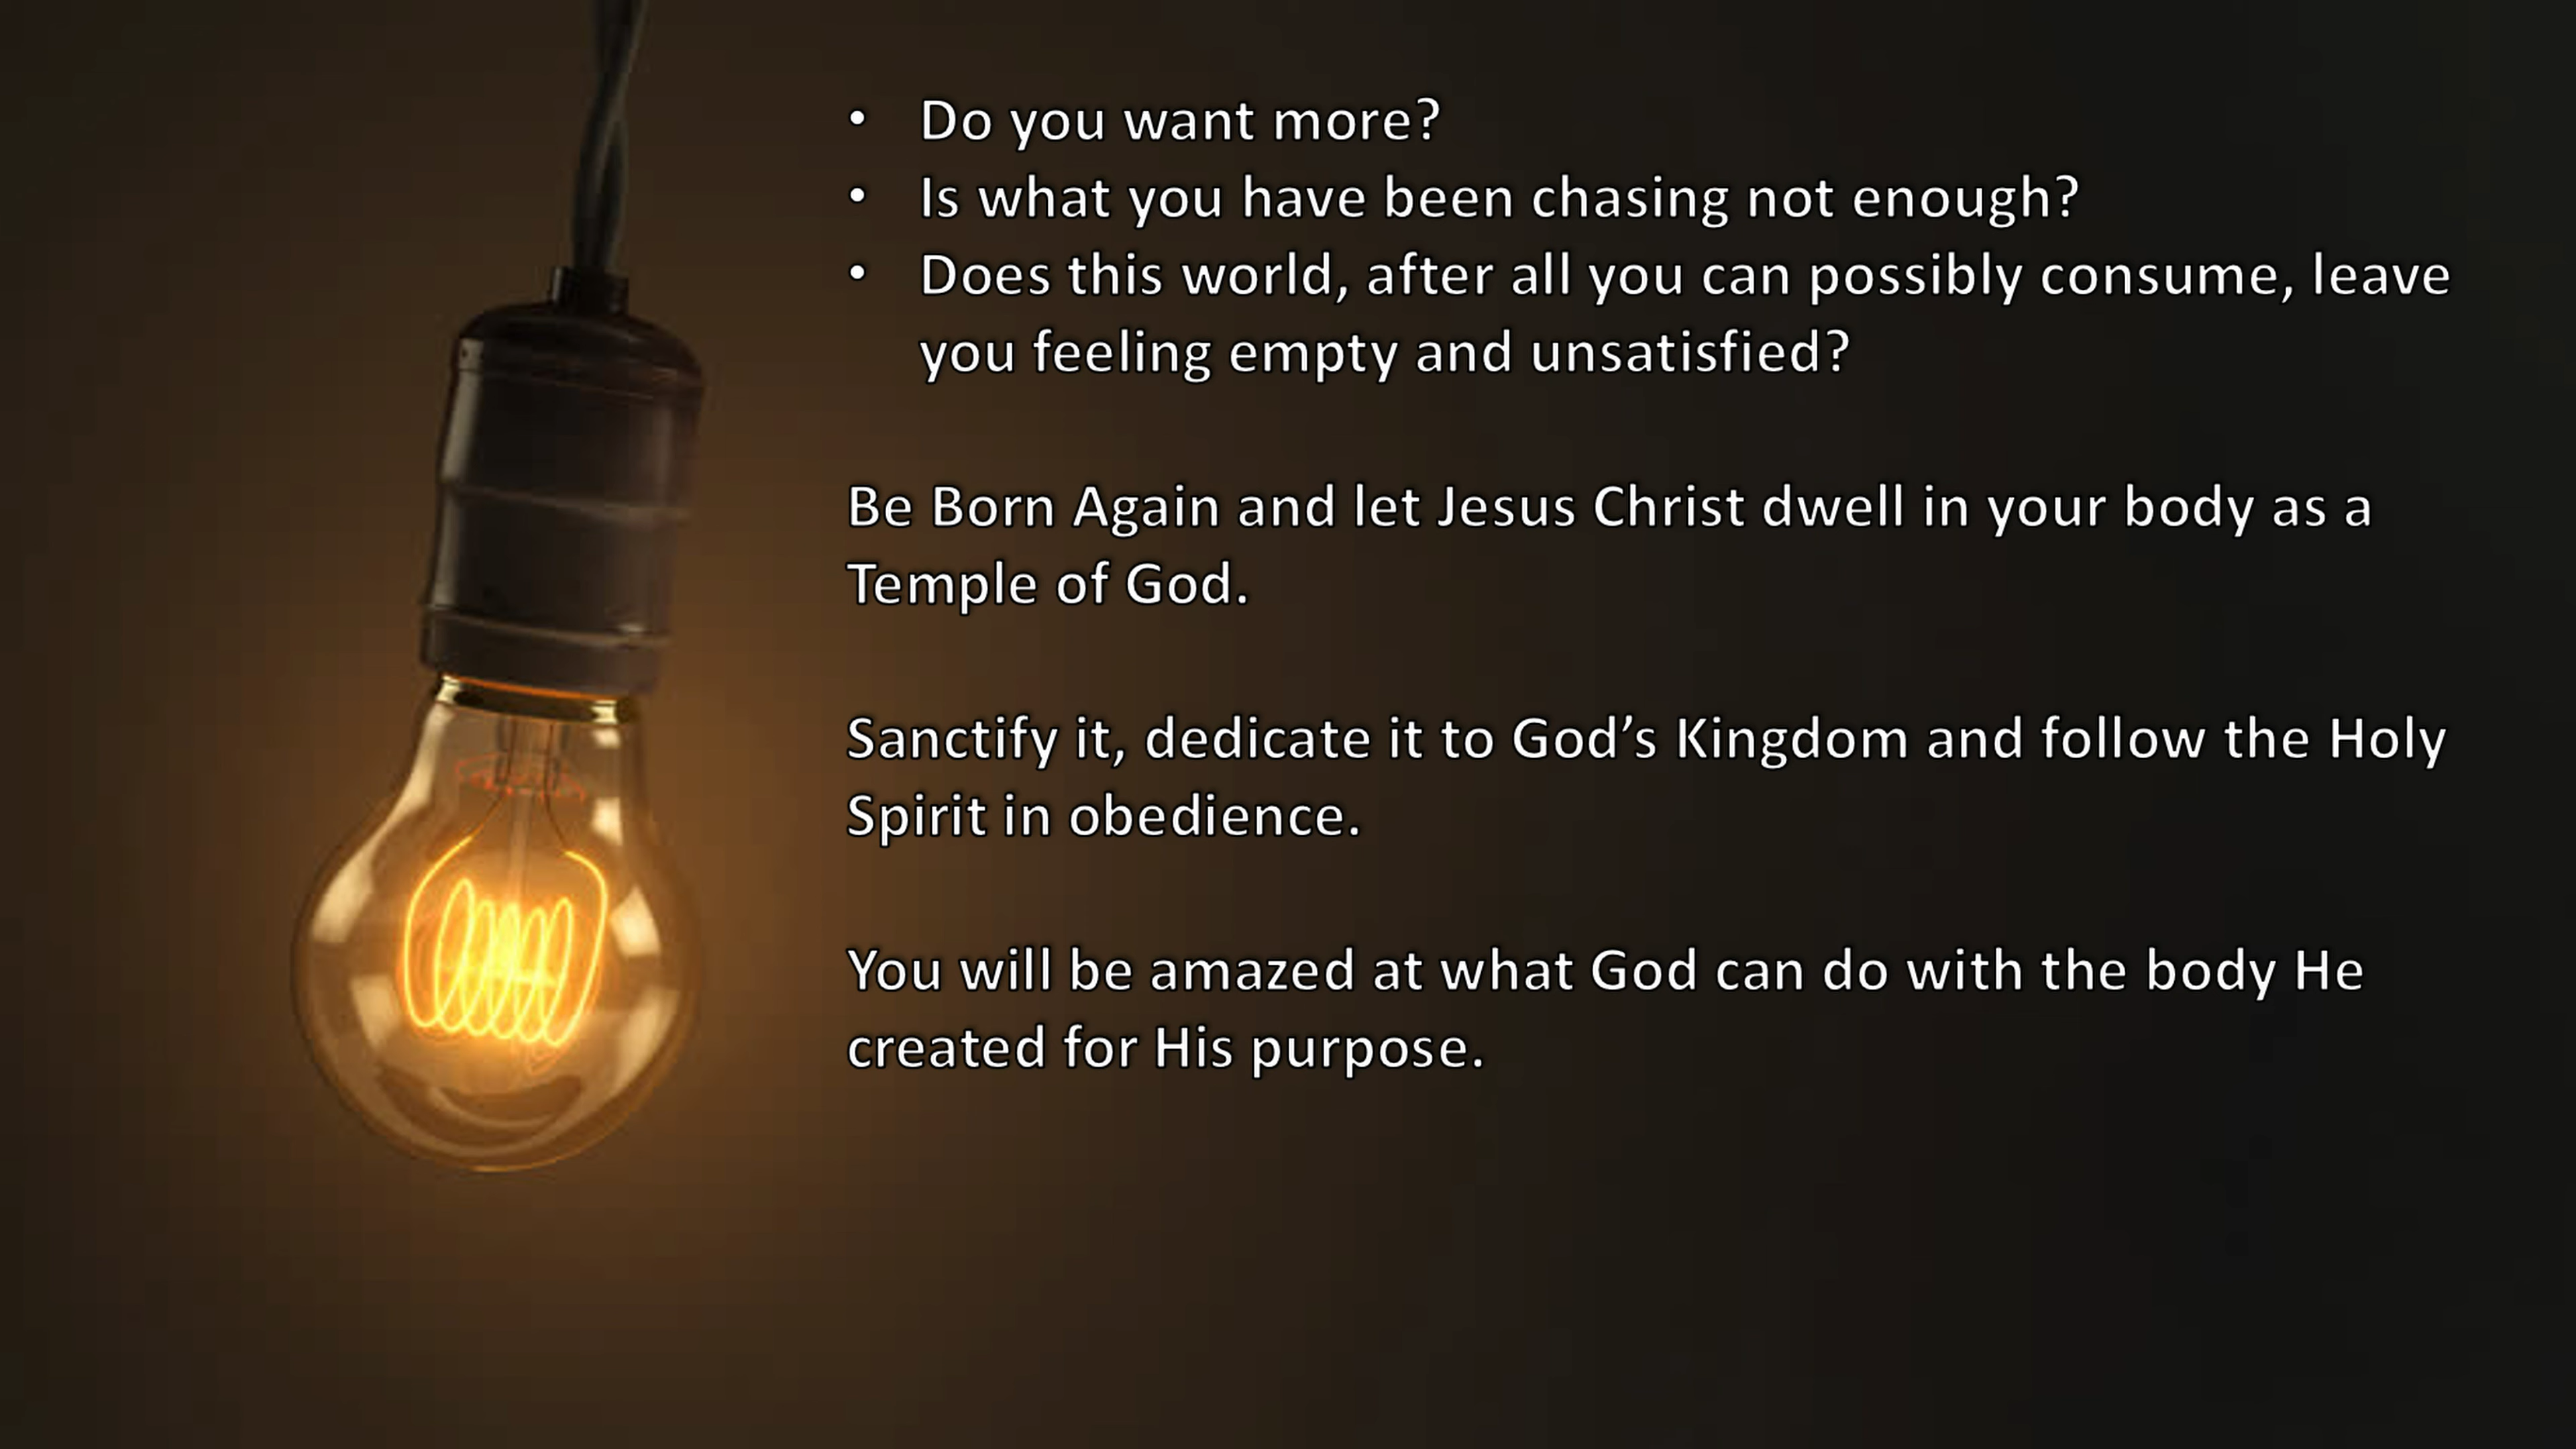 • Do you want more?
• Is what you have been chasing not enough?
• Does this world, after all you can possibly consume, leave
you feeling empty and unsatisfied?
Be Born Again and let Jesus Christ dwell in your body as a
Temple of God.
Sanctify it, dedicate it to God’s Kingdom and follow the Holy
Spirit in obedience.
You will be amazed at what God can do with the body He
created for His purpose.